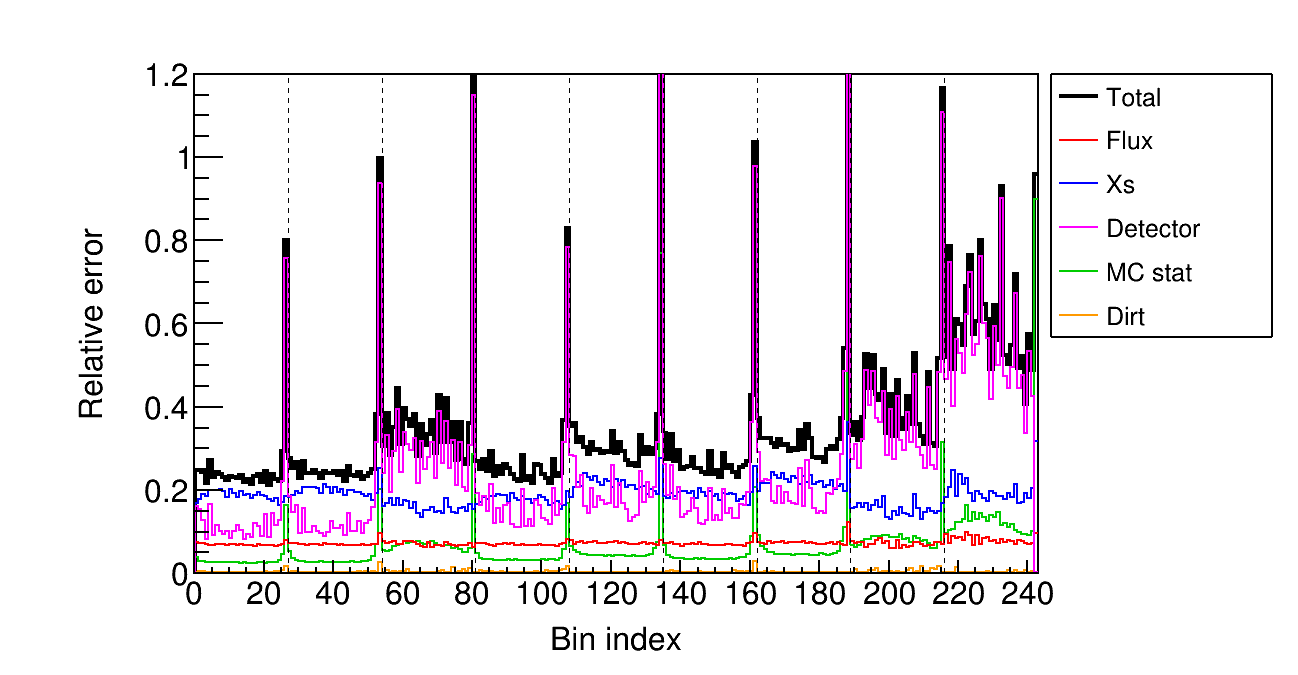 1.2
1
0.8
0.6
0.4
0.2
0
Relative error
0 20 40 60 80 100 120 140 160 180 200 220 240
Bin index
Total
Flux
Xs
Detector
MC stat
Dirt